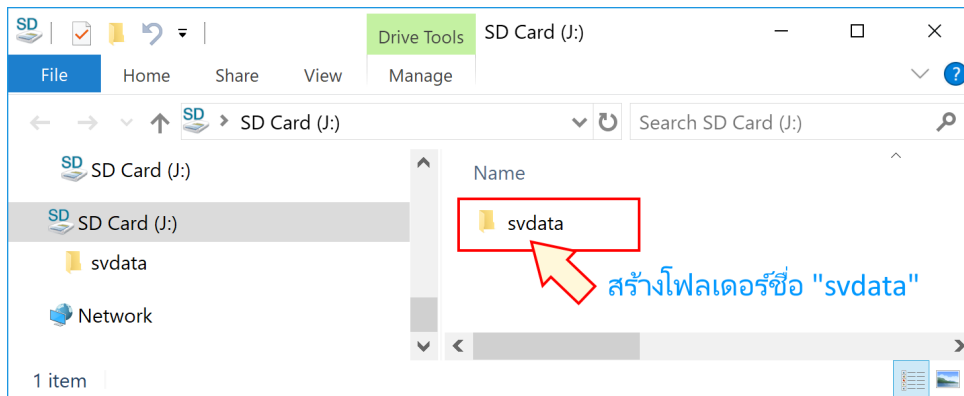 SD Drive Tools SD Card (J:)
File Home Share View Manage ?
SD SD Card (J:) Search SD Card (J:)
SD SD Card (J:)
Name
SD SD Card (J:)
svdata
svdata
สร้างโฟลเดอร์ชื่อ "svdata"
Network
1 item